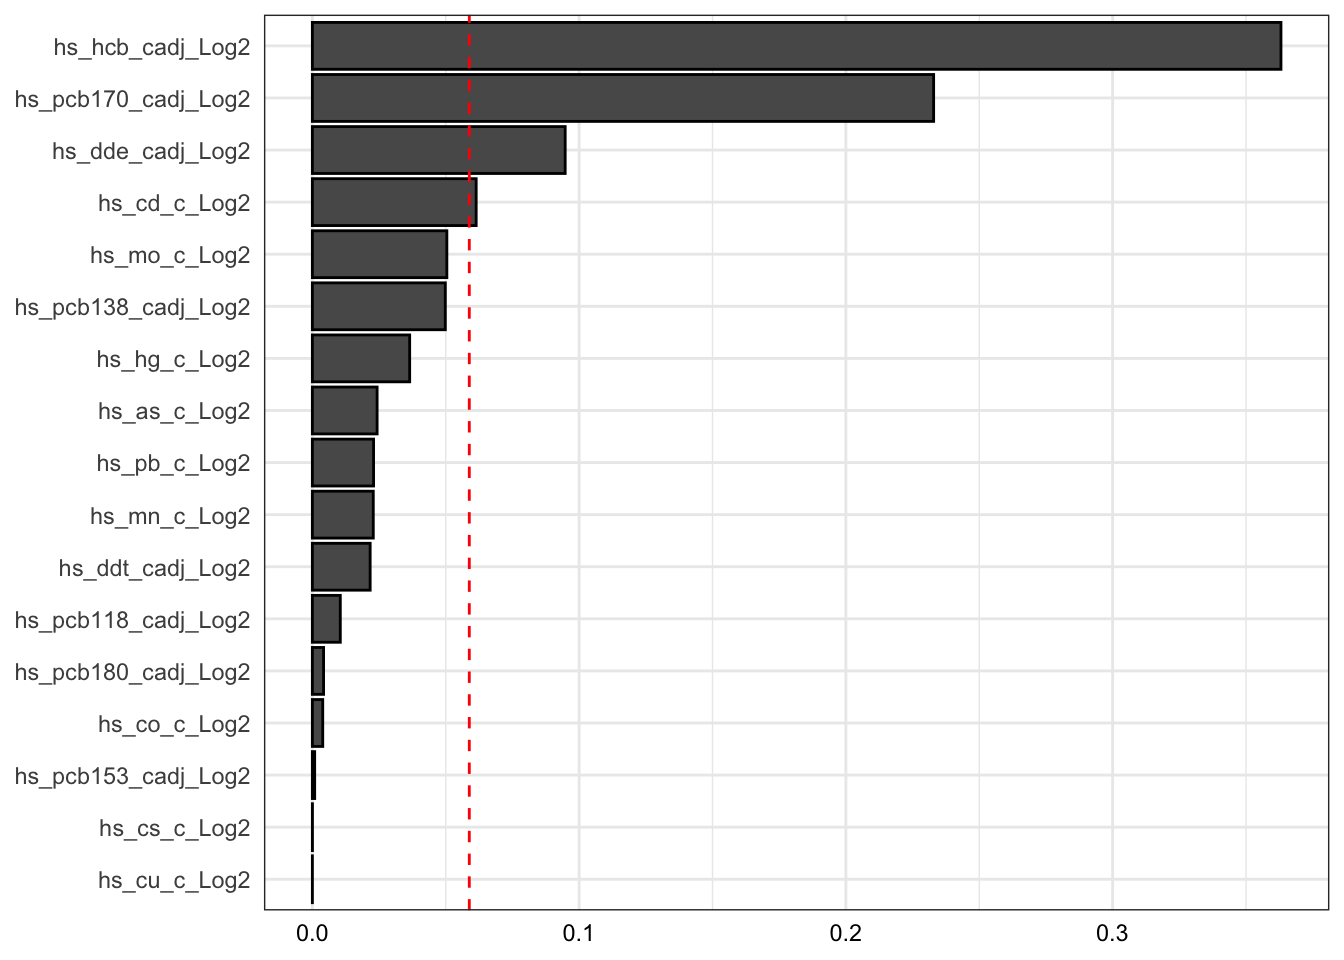 hs_hcb_cadj_Log2
hs_pcb170_cadj_Log2
hs_dde_cadj_Log2
hs_cd_c_Log2
hs_mo_c_Log2
hs_pcb138_cadj_Log2
hs_hg_c_Log2
hs_as_c_Log2
hs_pb_c_Log2
hs_mn_c_Log2
hs_ddt_cadj_Log2
hs_pcb118_cadj_Log2
hs_pcb180_cadj_Log2
hs_co_c_Log2
hs_pcb153_cadj_Log2
hs_cs_c_Log2
hs_cu_c_Log2
0.0 0.1 0.2 0.3